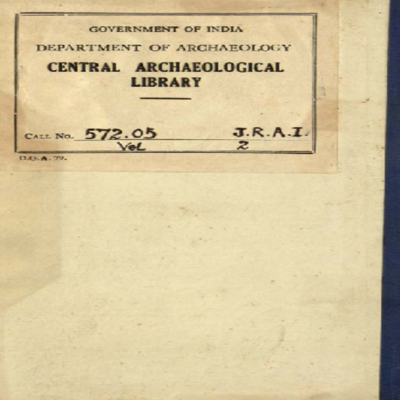 GOVERNMENT OF INDIA
DEPARTMENT OF ARCHAEOLOGY
CENTRAL ARCHAEOLOGICAL
LIBRARY
CALL No. 572.05 J.R.A.I.
Vol 2
D.G.A. 79.